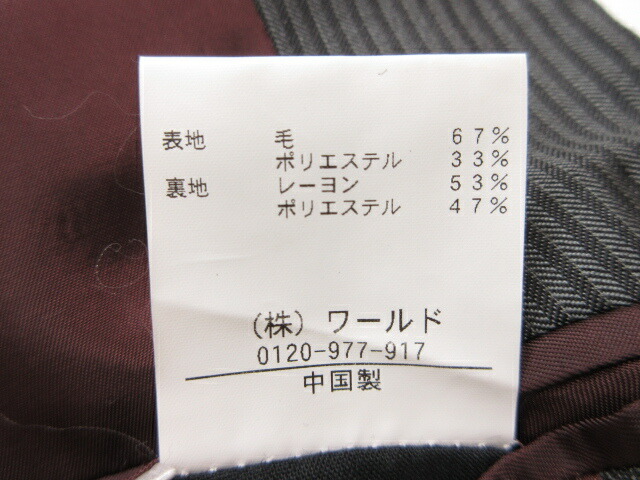 表地 毛 67%
ポリエステル 33%
裏地 レーヨン 53%
ポリエステル 47%
(株) ワールド
0120-977-917
中国製